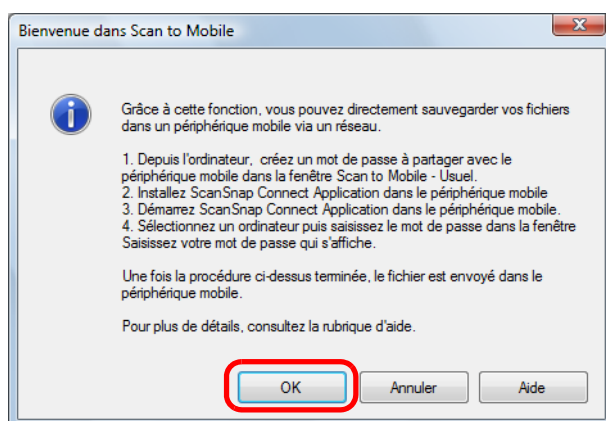 Bienvenue dans Scan to Mobile
Grâce à cette fonction, vous pouvez directement sauvegarder vos fichiers
dans un périphérique mobile via un réseau.
1. Depuis l'ordinateur, créez un mot de passe à partager avec le
périphérique mobile dans la fenêtre Scan to Mobile - Usuel.
2. Installez ScanSnap Connect Application dans le périphérique mobile
3. Démarrez ScanSnap Connect Application dans le périphérique mobile.
4. Sélectionnez un ordinateur puis saisissez le mot de passe dans la fenêtre
Saisissez votre mot de passe qui s'affiche.
Une fois la procédure ci-dessus terminée, le fichier est envoyé dans le
périphérique mobile.
Pour plus de détails, consultez la rubrique d'aide.
OK Annuler Aide